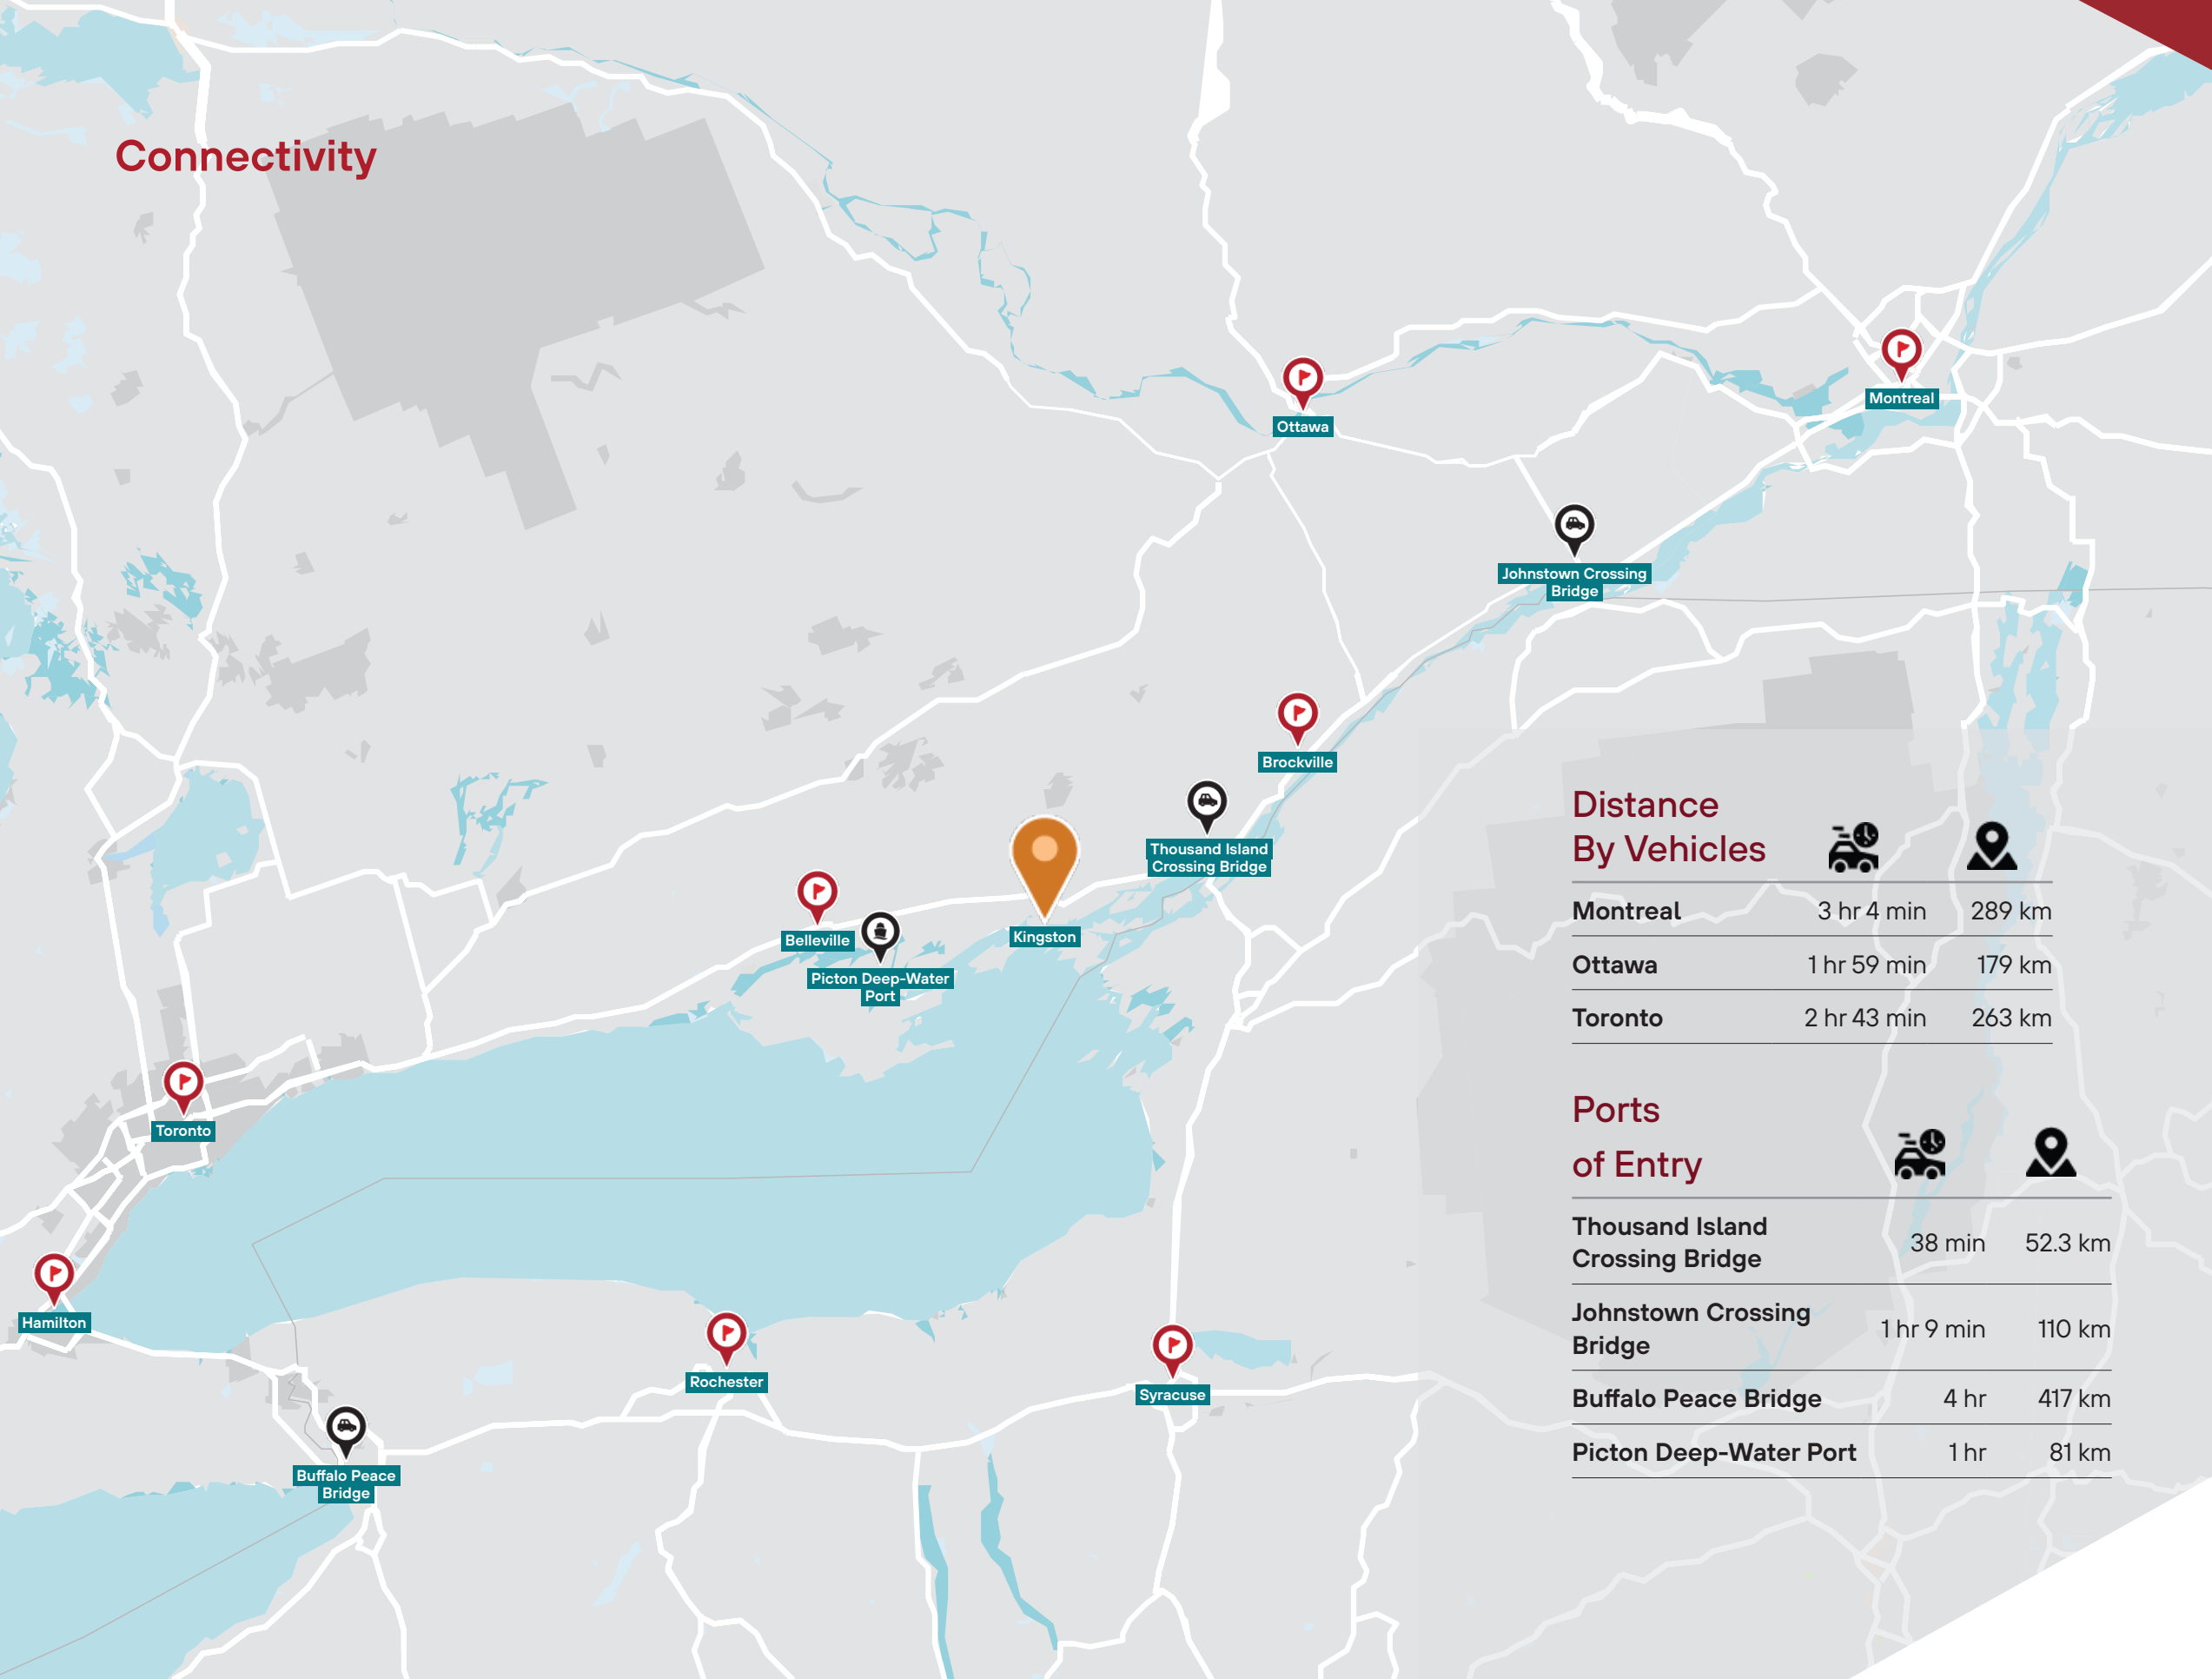 Connectivity
Ottawa
Montreal
Johnstown Crossing
Bridge
Brockville
Thousand Island
Crossing Bridge
Kingston
Belleville
Picton Deep-Water
Port
Toronto
Hamilton
Rochester
Syracuse
Buffalo Peace
Bridge
Distance
By Vehicles
Montreal 3 hr 4 min 289 km
Ottawa 1 hr 59 min 179 km
Toronto 2 hr 43 min 263 km
Ports
of Entry
Thousand Island
Crossing Bridge 38 min 52.3 km
Johnstown Crossing
Bridge 1 hr 9 min 110 km
Buffalo Peace Bridge 4 hr 417 km
Picton Deep-Water Port 1 hr 81 km